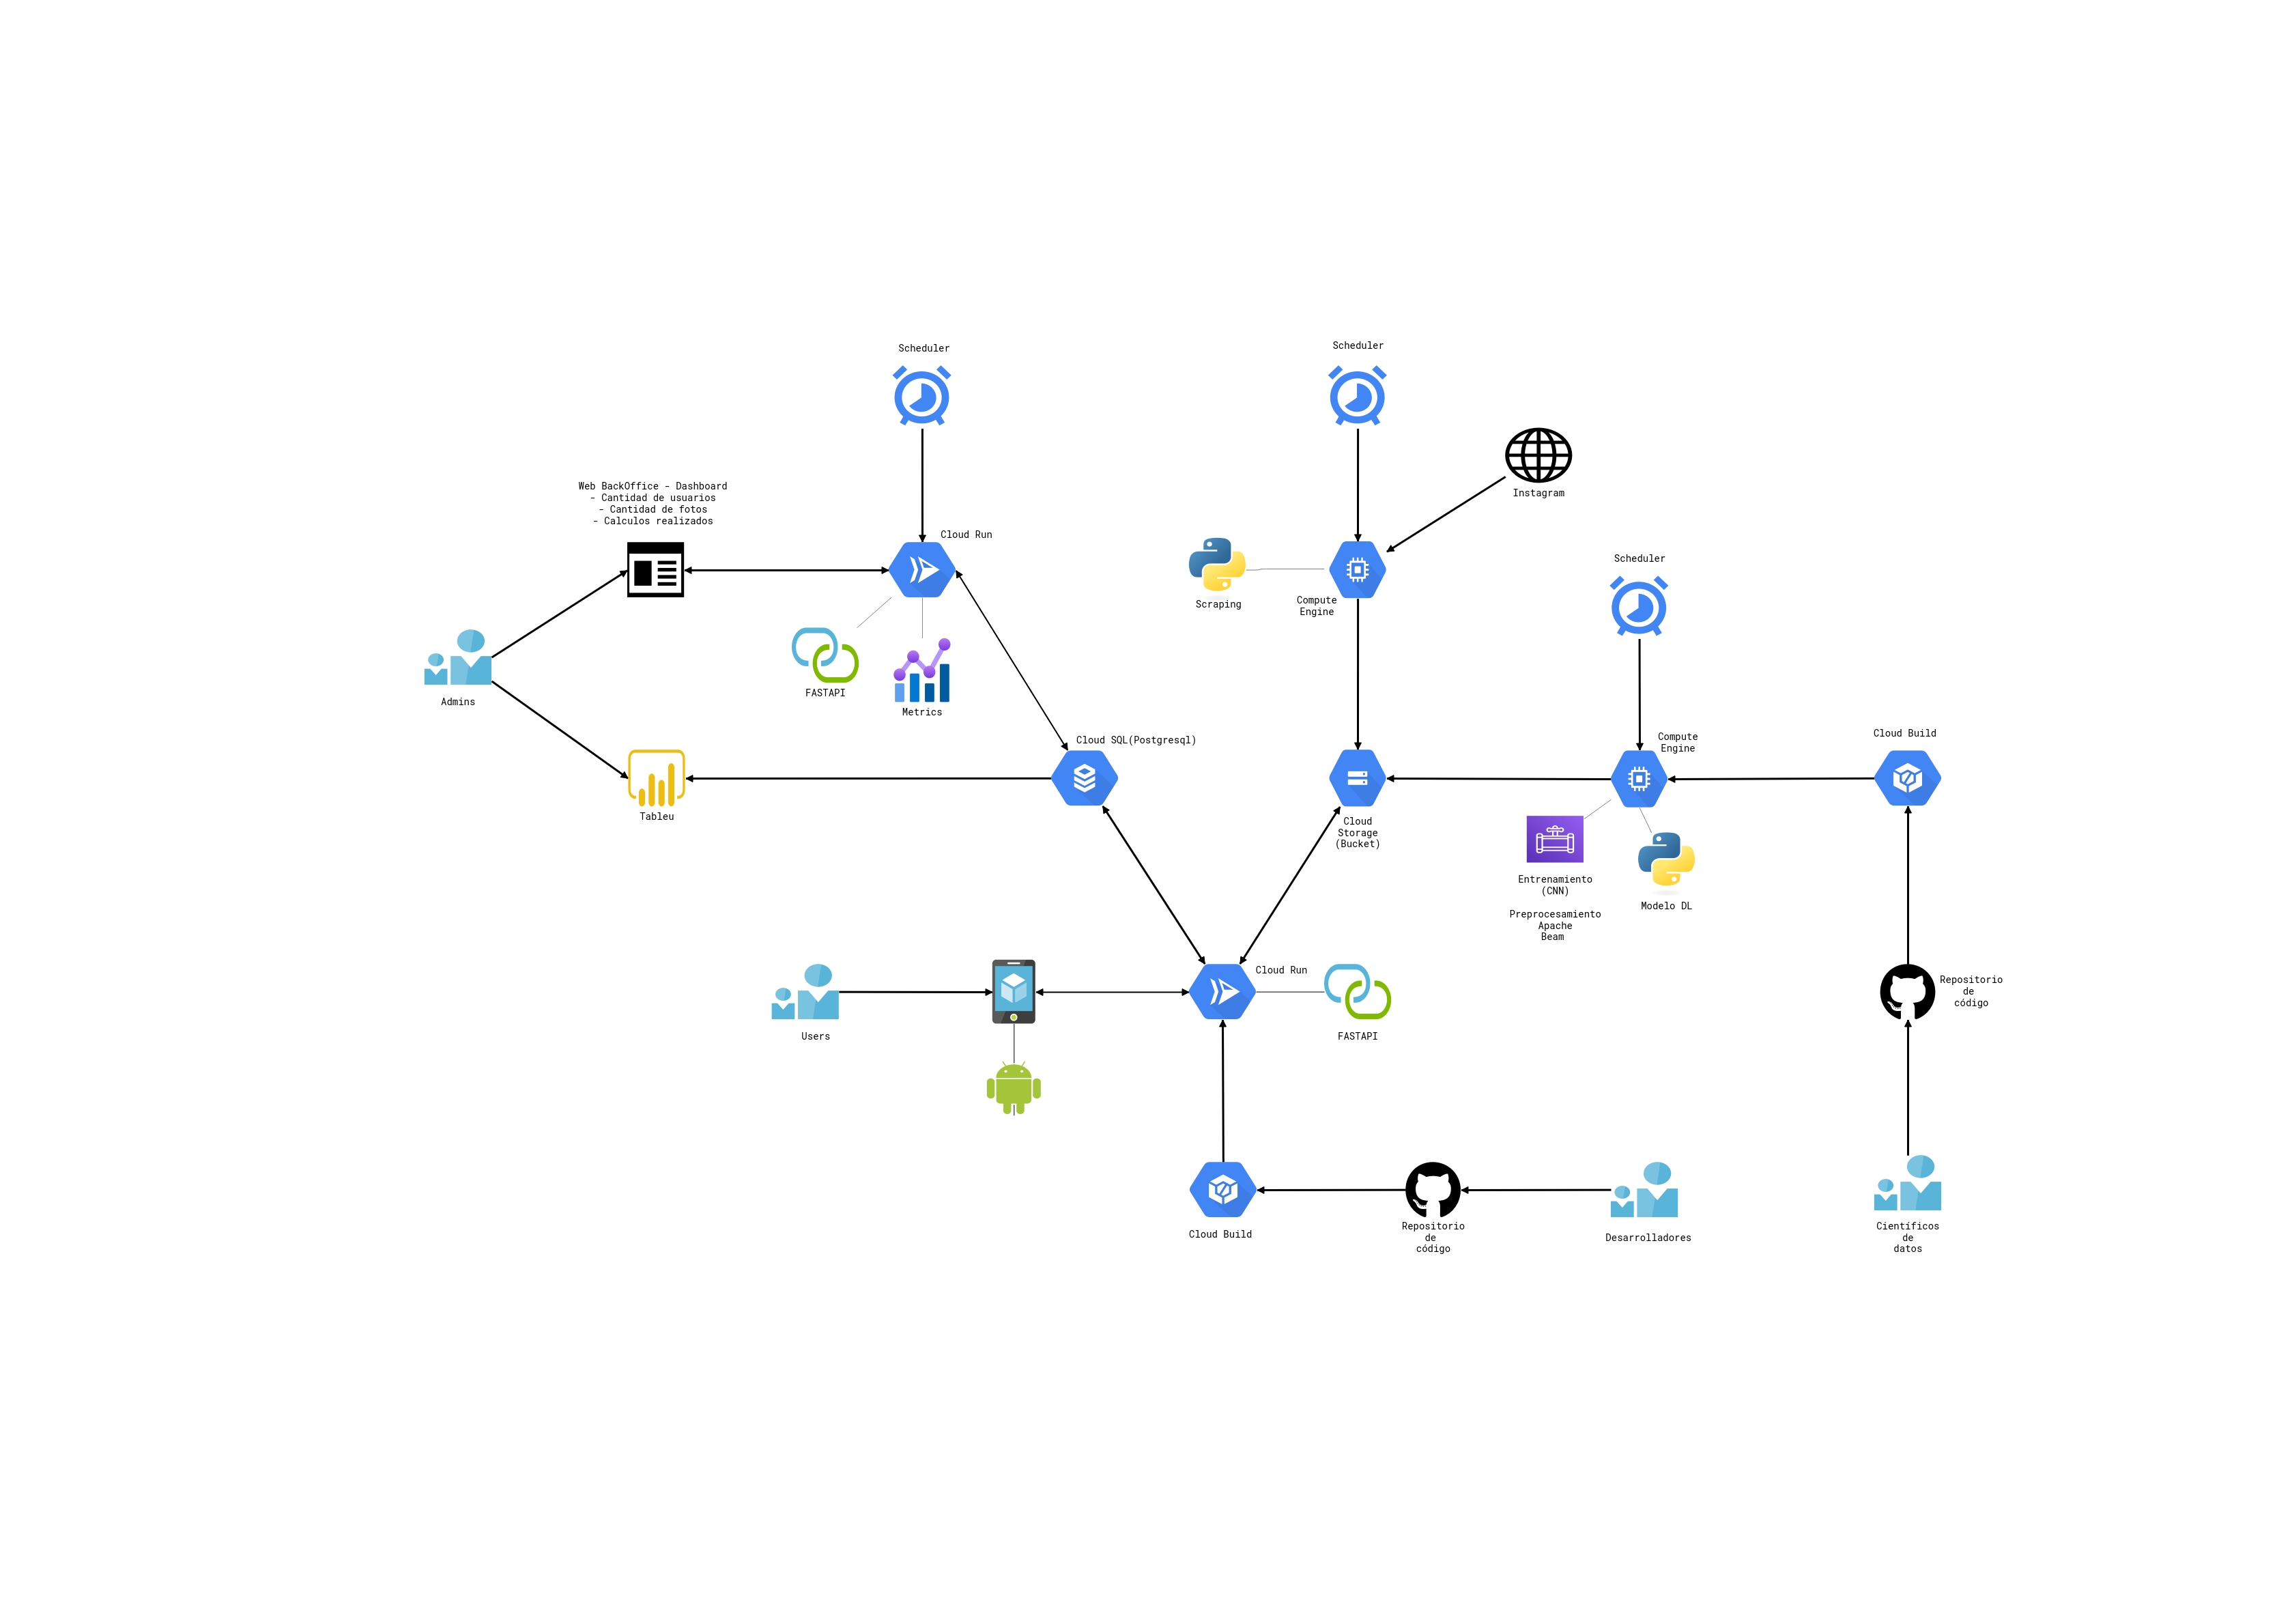 Scheduler
Scheduler
Instagram
Web BackOffice - Dashboard
- Cantidad de usuarios
- Cantidad de fotos
- Calculos realizados
Cloud Run
Scheduler
Scraping
Compute
Engine
FASTAPI
Metrics
Admins
Cloud SQL(Postgresql)
Compute
Engine
Cloud Build
Tableu
Cloud
Storage
(Bucket)
Entrenamiento
(CNN)
Preprocesamiento
Apache
Beam
Modelo DL
Cloud Run
Repositorio
de
código
Users
FASTAPI
Cloud Build
Repositorio
de
código
Desarrolladores
Científicos
de
datos